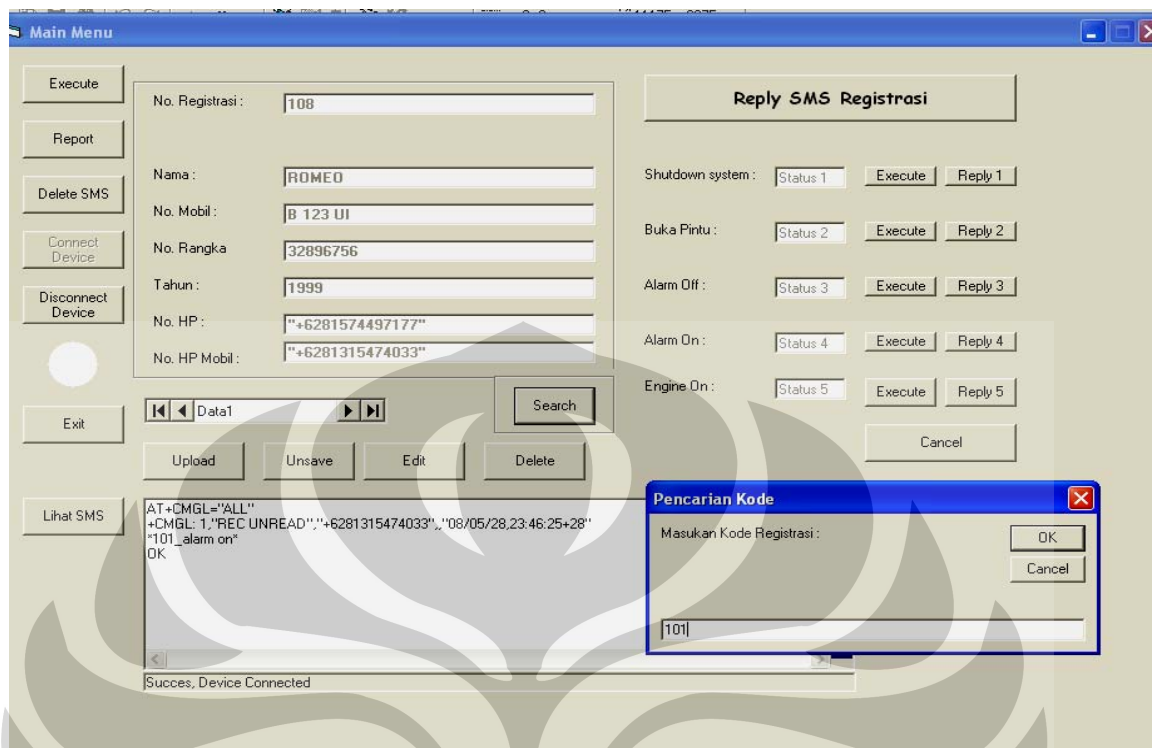 Main Menu
Execute
Report
Delete SMS
Connect
Device
Disconnect
Device
Exit
Lihat SMS
No. Registrasi : 108
Nama : ROMEO
No. Mobil : B 123 UI
No. Rangka 32896756
Tahun : 1999
No. HP : "+6281574497177"
No. HP Mobil : "+6281315474033"
Data1
Search
Upload Unsave Edit Delete
AT+CMGL="ALL"
+CMGL: 1,"REC UNREAD","+6281315474033",,"08/05/28,23:46:25+28"
*101_alarm on*
OK
Succes, Device Connected
Reply SMS Registrasi
Shutdown system : Status 1 Execute Reply 1
Buka Pintu : Status 2 Execute Reply 2
Alarm Off : Status 3 Execute Reply 3
Alarm On : Status 4 Execute Reply 4
Engine On : Status 5 Execute Reply 5
Cancel
Pencarian Kode
Masukan Kode Registrasi :
OK
Cancel
101